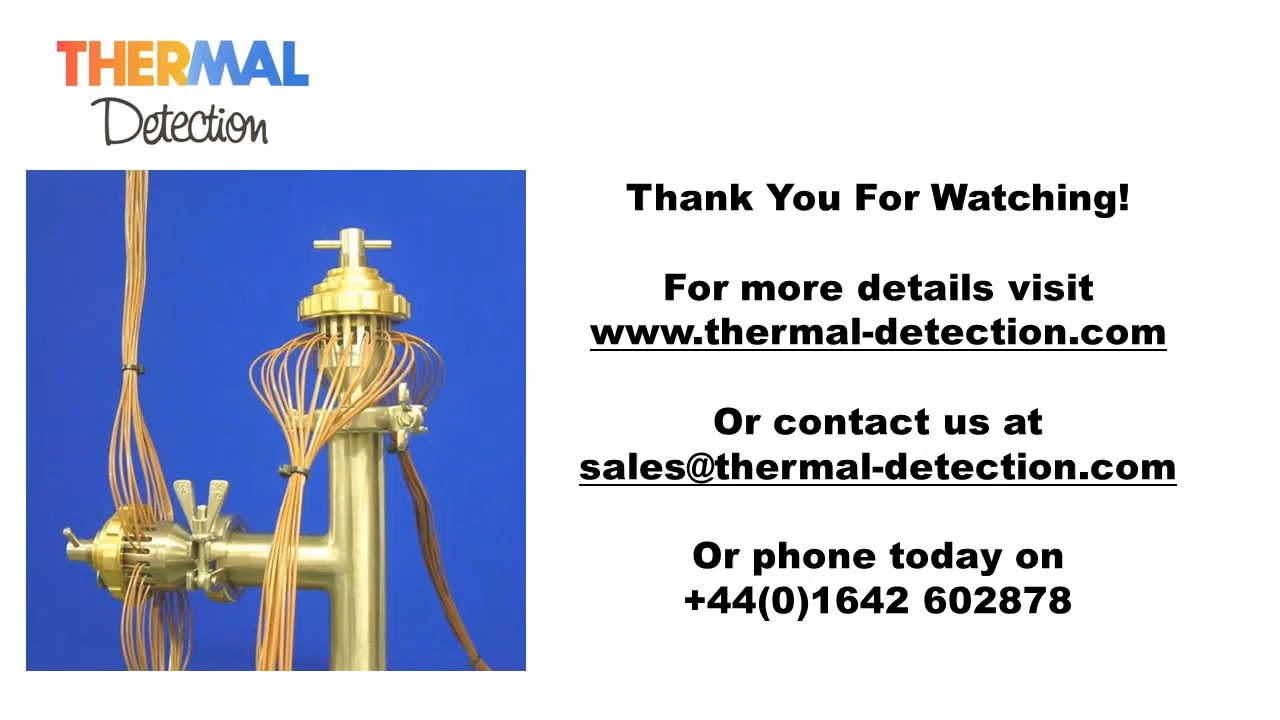 THERMAL
Detection
Thank You For Watching!
For more details visit
www.thermal-detection.com
Or contact us at
sales@thermal-detection.com
Or phone today on
+44(0)1642 602878